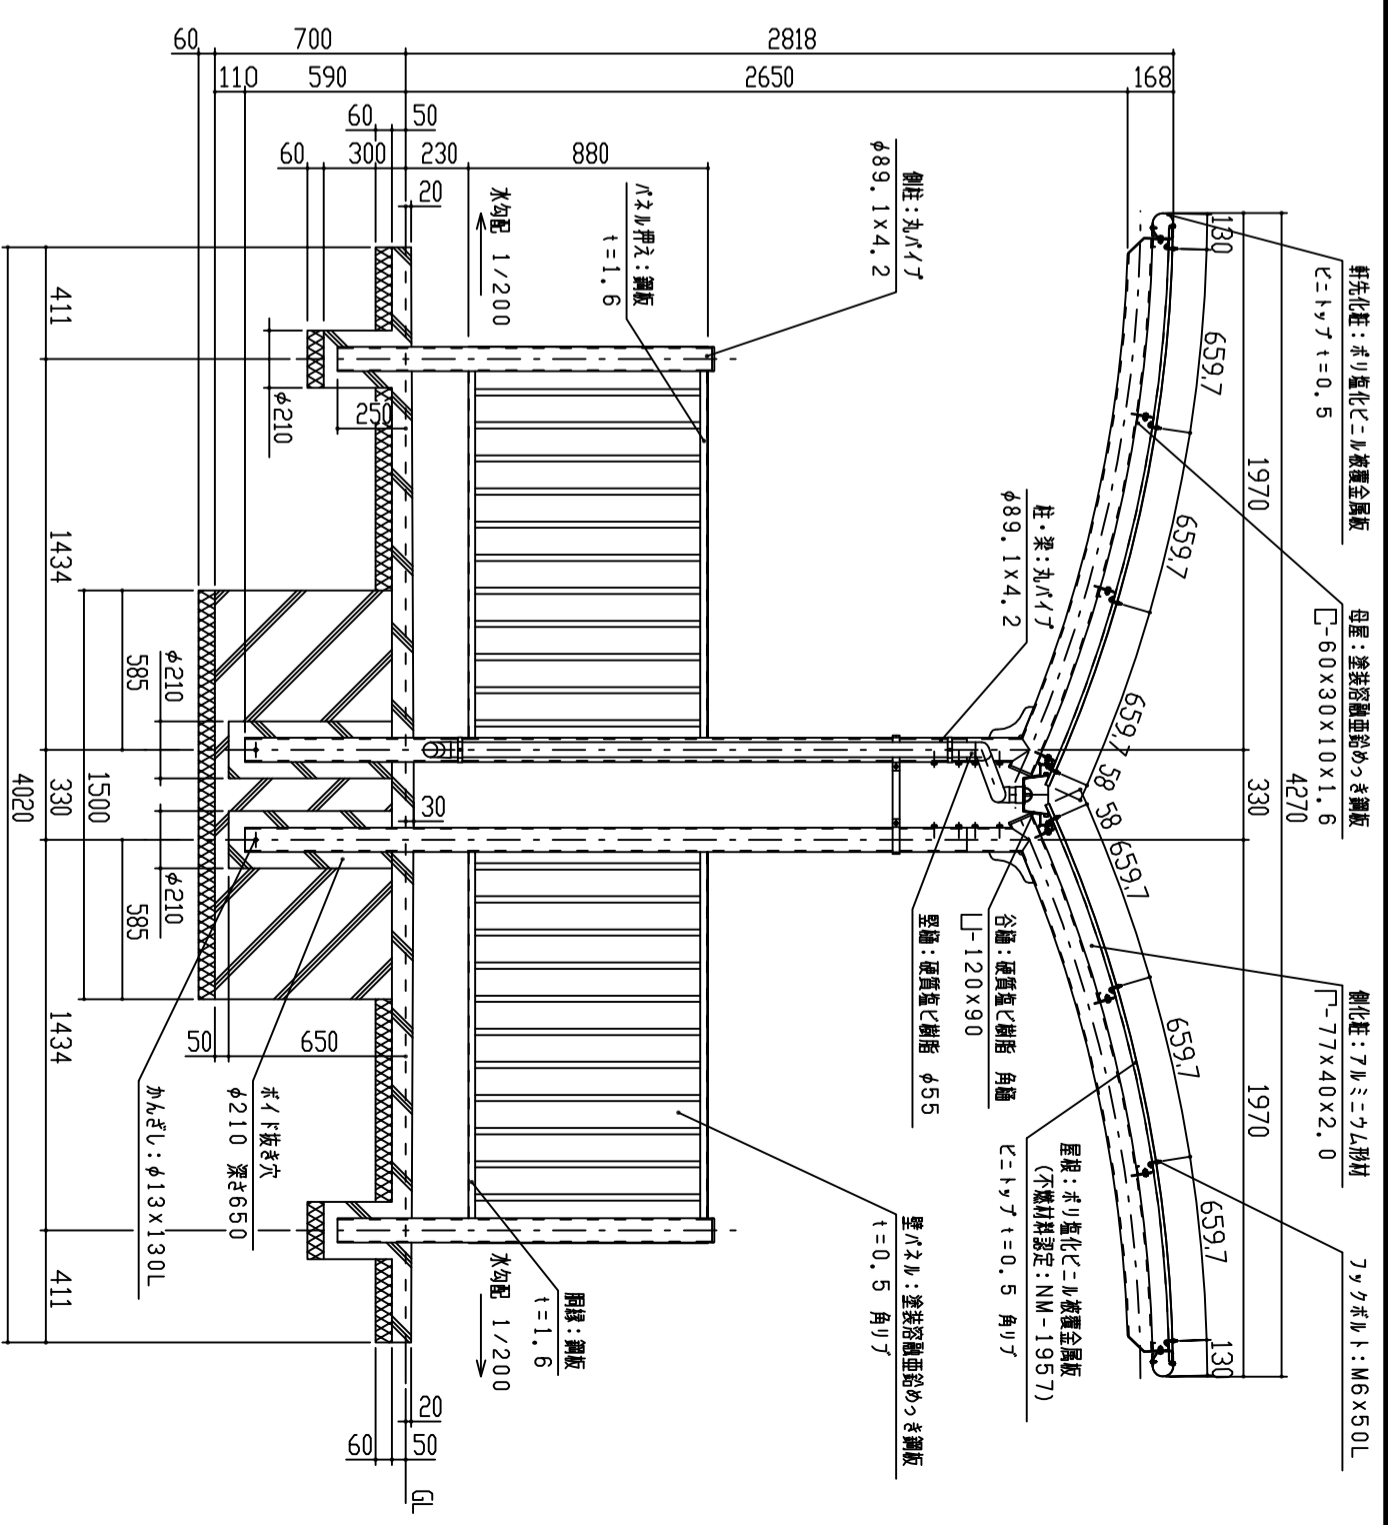 軒先化粧：ポリ塩化ビニル被覆金属板
ビニトップ t=0.5
母屋：塗装溶融亜鉛めっき鋼板
-60X30X10X1.6
側化粧：アルミニウム形材
-77X40X2.0
フックボルト：M6X50L
4270
1970
330
1970
130
659.7
659.7
659.7
58
58
659.7
659.7
659.7
130
側柱：丸パイプ
φ89.1X4.2
柱・梁：丸パイプ
φ89.1X4.2
谷樋：硬質塩ビ樹脂 角樋
-120X90
竪樋：硬質塩ビ樹脂 φ55
屋根：ポリ塩化ビニル被覆金属板
(不燃材料認定：NM-1957)
ビニトップ t=0.5 角リブ
壁パネル：塗装溶融亜鉛めっき鋼板
t=0.5 角リブ
パネル押え：鋼板
t=1.6
胴縁：鋼板
t=1.6
水勾配 1/200
水勾配 1/200
2818
700
60
168
2650
590
110
880
230
50
60
300
60
20
20
50
60
GL
30
250
φ210
φ210
φ210
585
585
1500
650
50
ボイド抜き穴
φ210 深さ650
かんざし：φ13X130L
411
1434
330
1434
411
4020